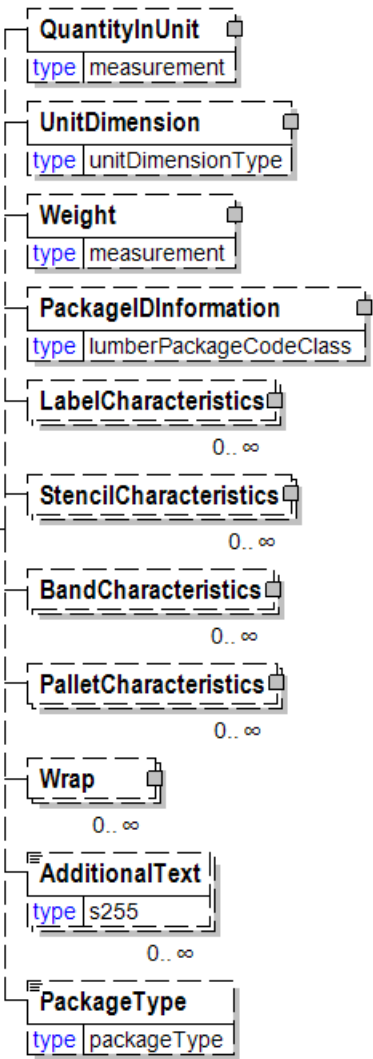 QuantityInUnit
type measurement
UnitDimension
type unitDimensionType
Weight
type measurement
PackageIDInformation
type lumberPackageCodeClass
LabelCharacteristics
0.. ∞
StencilCharacteristics
0.. ∞
BandCharacteristics
0.. ∞
PalletCharacteristics
0.. ∞
Wrap
0.. ∞
AdditionalText
type s255
0.. ∞
PackageType
type packageType